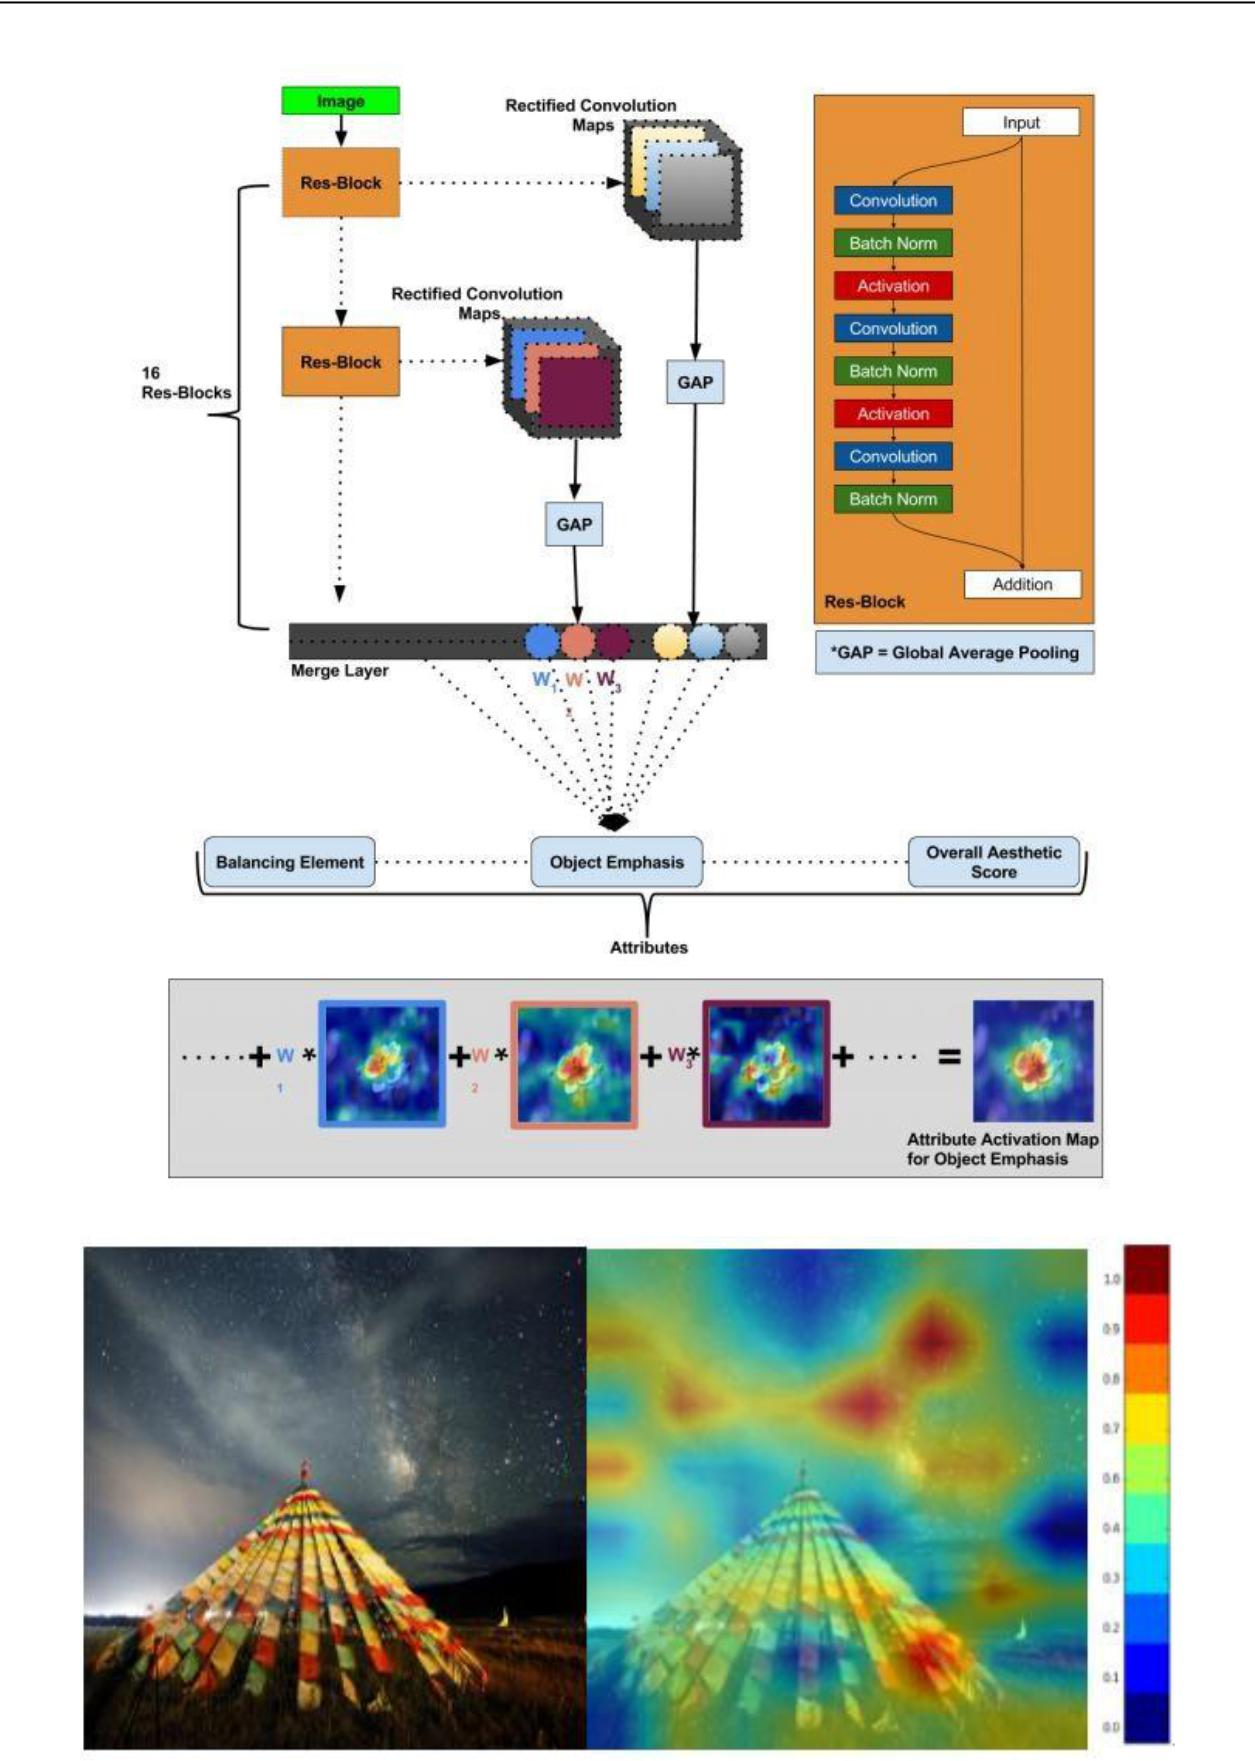 Image
Rectified Convolution
Maps
Res-Block
Rectified Convolution
Maps
Res-Block
16
Res-Blocks
GAP
GAP
Merge Layer
W1 W2 W3
Input
Convolution
Batch Norm
Activation
Convolution
Batch Norm
Activation
Convolution
Batch Norm
Addition
Res-Block
*GAP = Global Average Pooling
Balancing Element
Object Emphasis
Overall Aesthetic
Score
Attributes
+ W1 * + W2 * + W3 * + =
Attribute Activation Map
for Object Emphasis
1.0
0.9
0.8
0.7
0.6
0.4
0.3
0.2
0.1
0.0